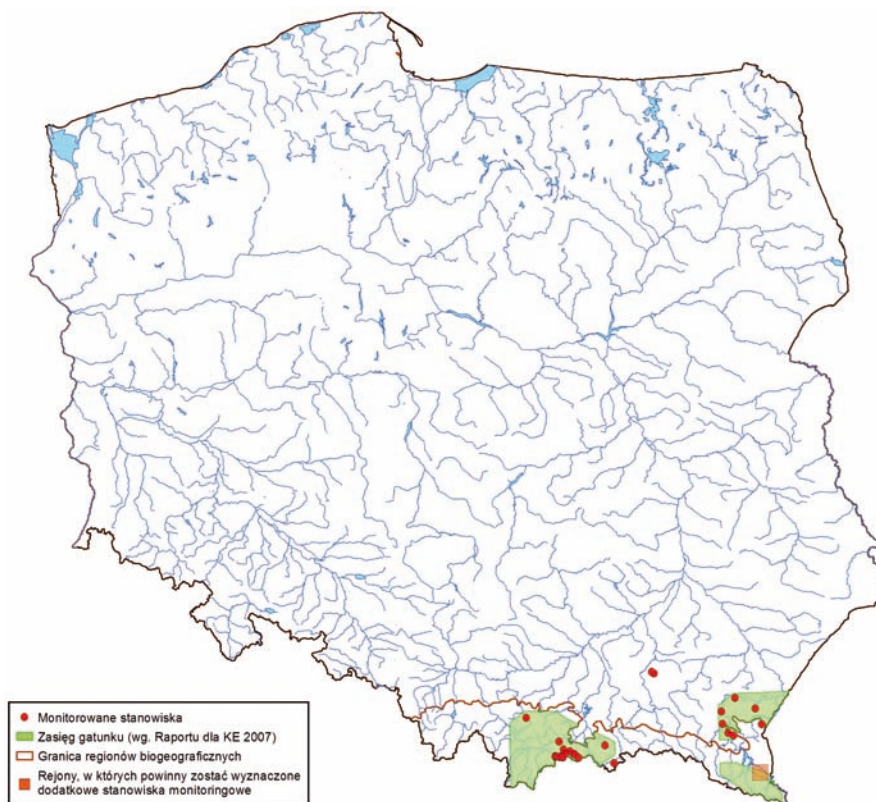 Monitorowane stanowiska
Zasięg gatunku (wg. Raportu dla KE 2007)
Granica regionów biogeograficznych
Rejony, w których powinny zostać wyznaczone
dodatkowe stanowiska monitoringowe